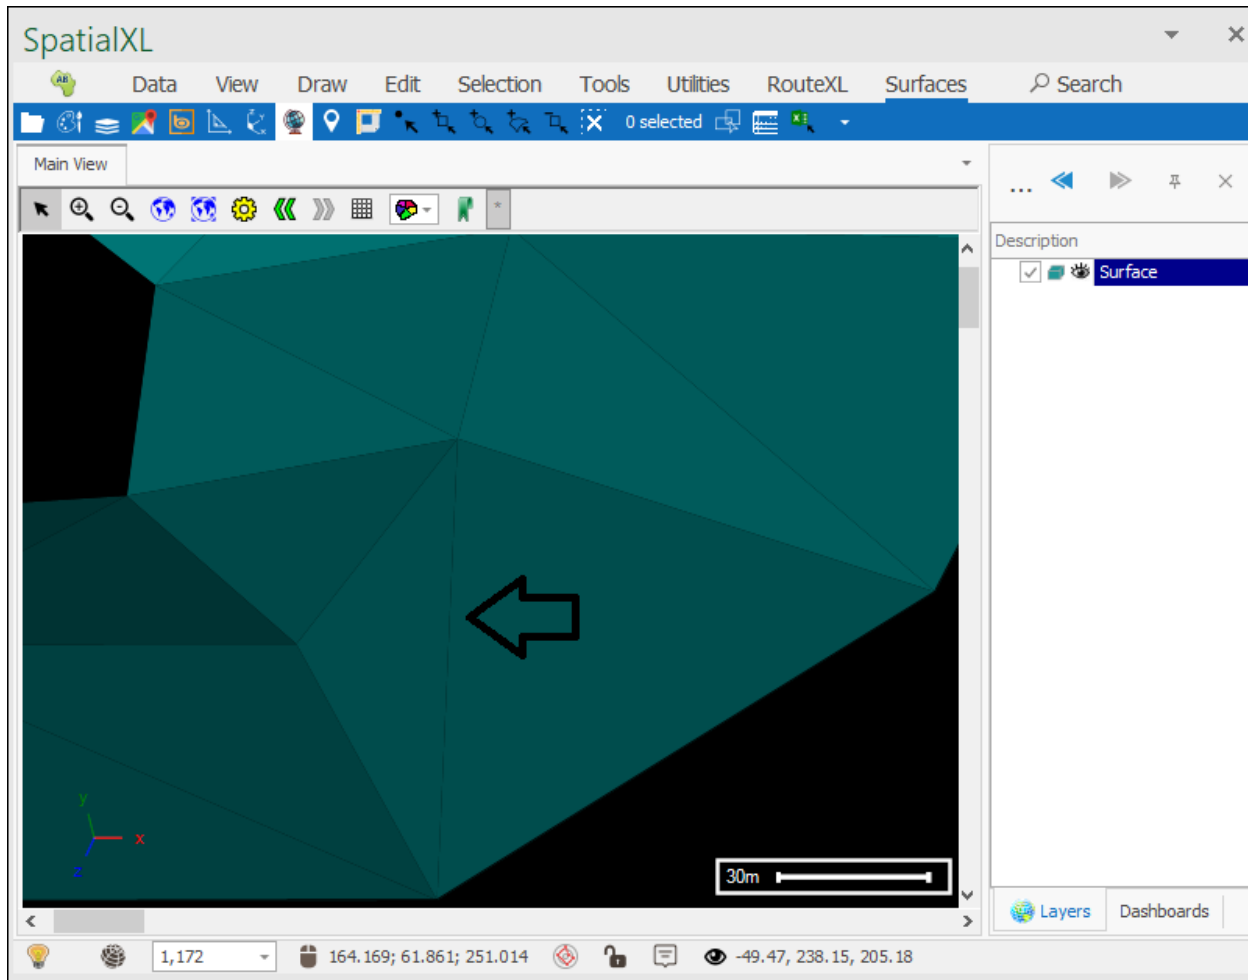 SpatialXL
AB
Data View Draw Edit Selection Tools Utilities RouteXL Surfaces Search
0 selected
Main View
...
*
Description
Surface
y
x
z
30m
Layers Dashboards
1,172 164.169; 61.861; 251.014 -49.47, 238.15, 205.18